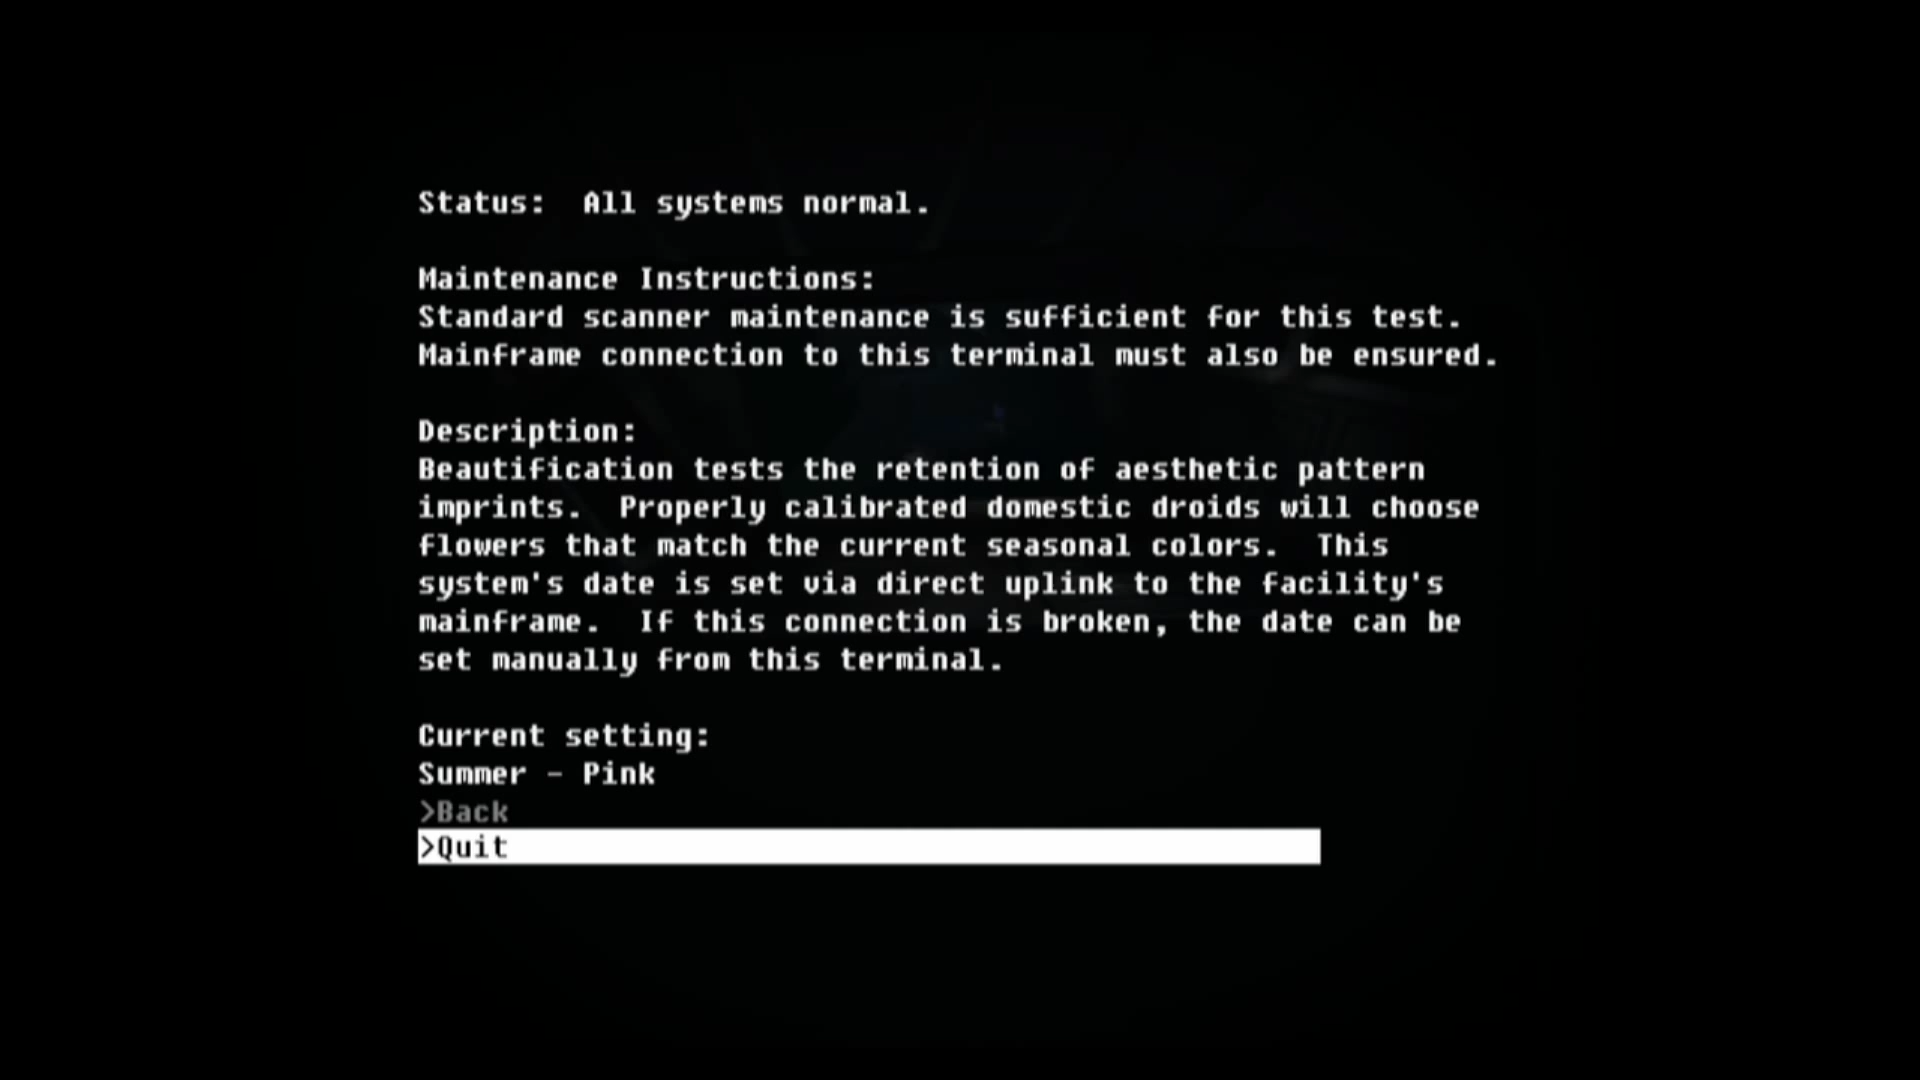 Status:  All systems normal.
Maintenance Instructions:
Standard scanner maintenance is sufficient for this test.
Mainframe connection to this terminal must also be ensured.
Description:
Beautification tests the retention of aesthetic pattern
imprints.  Properly calibrated domestic droids will choose
flowers that match the current seasonal colors.  This
system's date is set via direct uplink to the facility's
mainframe.  If this connection is broken, the date can be
set manually from this terminal.
Current setting:
Summer - Pink
>Back
>Quit